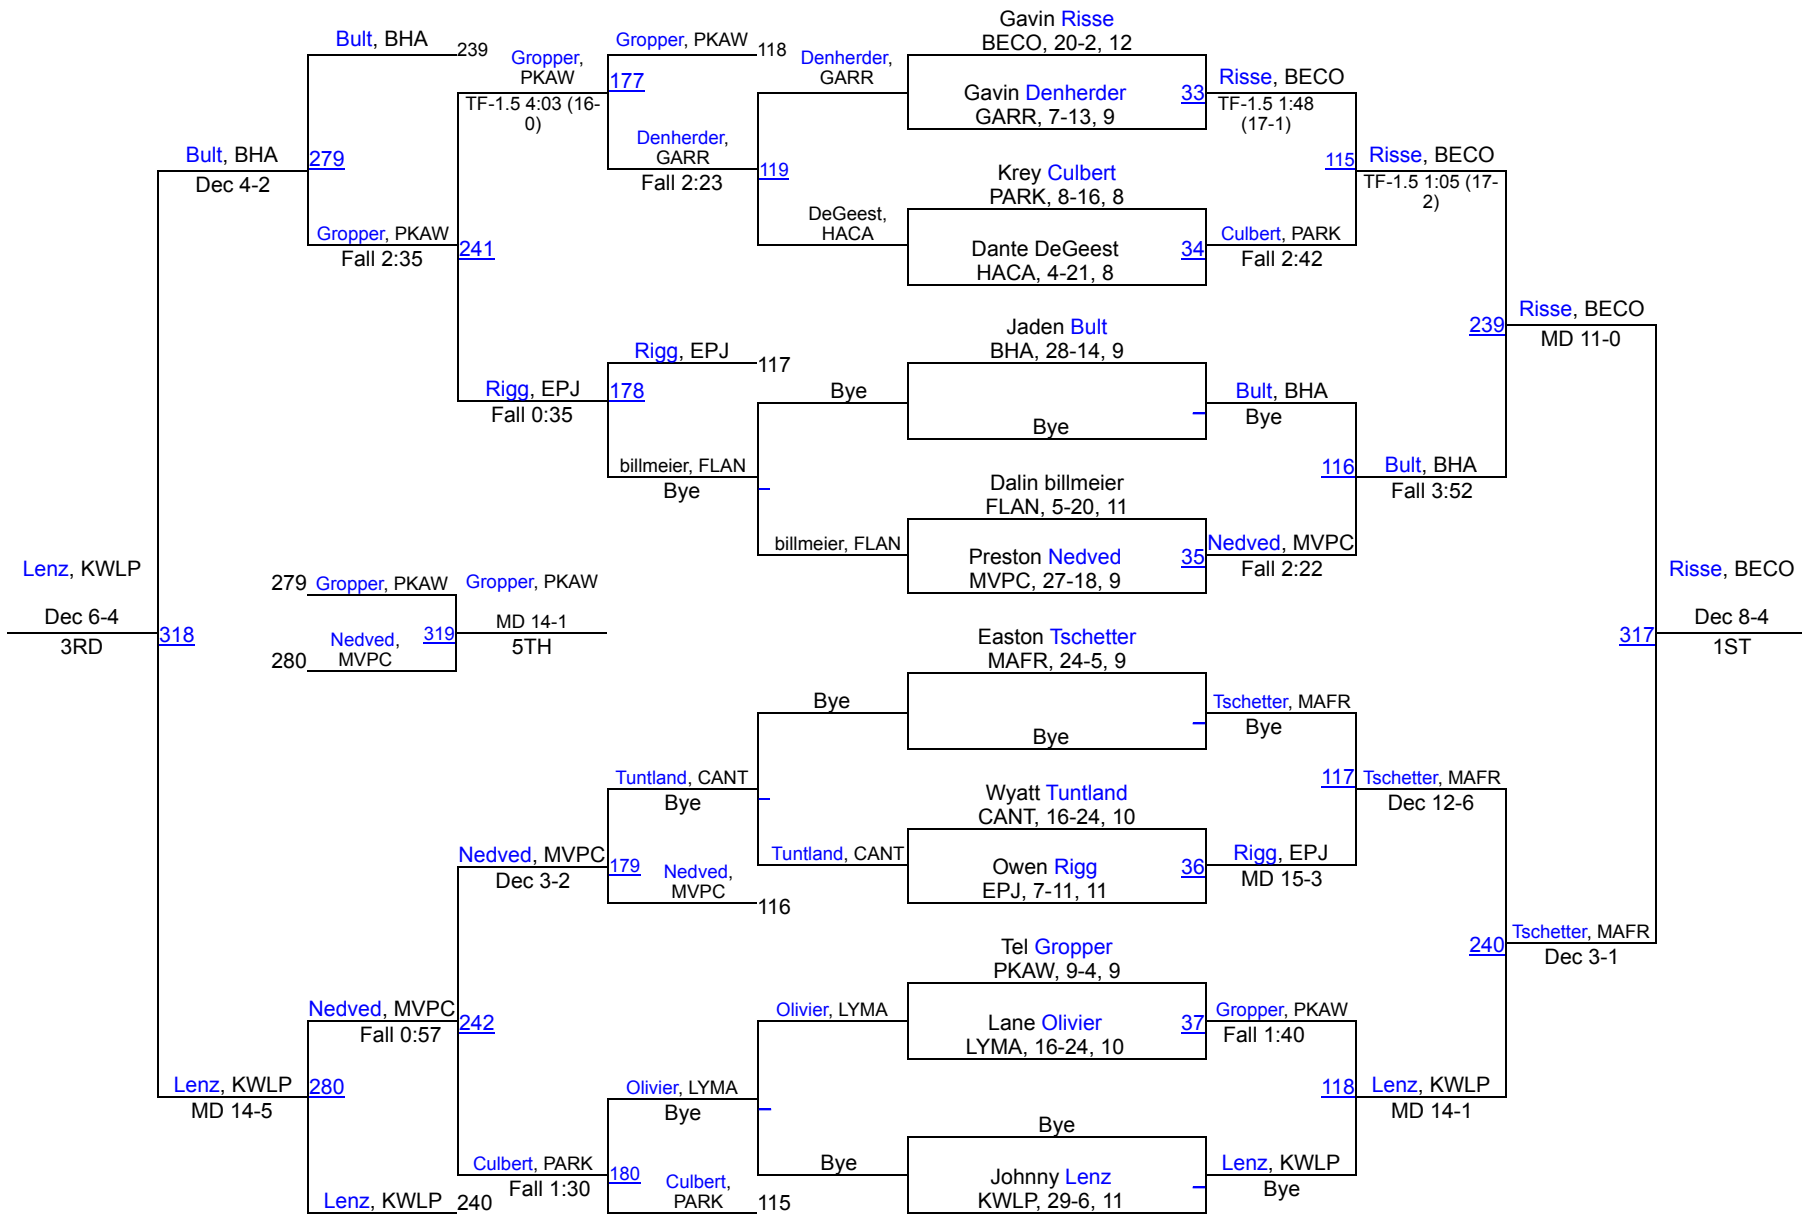 Gavin Risse
BECO, 20-2, 12
Gavin Denherder
GARR, 7-13, 9
33
Krey Culbert
PARK, 8-16, 8
Dante DeGeest
HACA, 4-21, 8
34
Jaden Bult
BHA, 28-14, 9
Bye
Dalin billmeier
FLAN, 5-20, 11
Preston Nedved
MVPC, 27-18, 9
35
Easton Tschetter
MAFR, 24-5, 9
Bye
Wyatt Tuntland
CANT, 16-24, 10
Owen Rigg
EPJ, 7-11, 11
36
Tel Gropper
PKAW, 9-4, 9
Lane Olivier
LYMA, 16-24, 10
37
Bye
Johnny Lenz
KWLP, 29-6, 11
Risse, BECO
TF-1.5 1:48
(17-1)
115
Culbert, PARK
Fall 2:42
Bult, BHA
Bye
116
Nedved, MVPC
Fall 2:22
Tschetter, MAFR
Bye
117
Rigg, EPJ
MD 15-3
Gropper, PKAW
Fall 1:40
118
Lenz, KWLP
Bye
Risse, BECO
TF-1.5 1:05 (17-
2)
239
Bult, BHA
Fall 3:52
Tschetter, MAFR
Dec 12-6
240
Lenz, KWLP
MD 14-1
Risse, BECO
MD 11-0
317
Tschetter, MAFR
Dec 3-1
Risse, BECO
Dec 8-4
1ST
Denherder,
GARR
119
DeGeest,
HACA
Bye
billmeier, FLAN
Bye
Tuntland, CANT
Olivier, LYMA
Bye
Gropper, PKAW
118
177
Denherder,
GARR
Fall 2:23
Rigg, EPJ
117
178
billmeier, FLAN
Bye
Tuntland, CANT
Bye
179
Nedved,
MVPC
116
Olivier, LYMA
Bye
180
Culbert,
PARK
115
Gropper,
PKAW
TF-1.5 4:03 (16-
0)
241
Rigg, EPJ
Fall 0:35
Nedved, MVPC
Dec 3-2
242
Culbert, PARK
Fall 1:30
Bult, BHA
239
279
Gropper, PKAW
Fall 2:35
Nedved, MVPC
Fall 0:57
280
Lenz, KWLP
240
Bult, BHA
Dec 4-2
318
Lenz, KWLP
MD 14-5
Lenz, KWLP
Dec 6-4
3RD
279
Gropper, PKAW
319
280
Nedved,
MVPC
Gropper, PKAW
MD 14-1
5TH